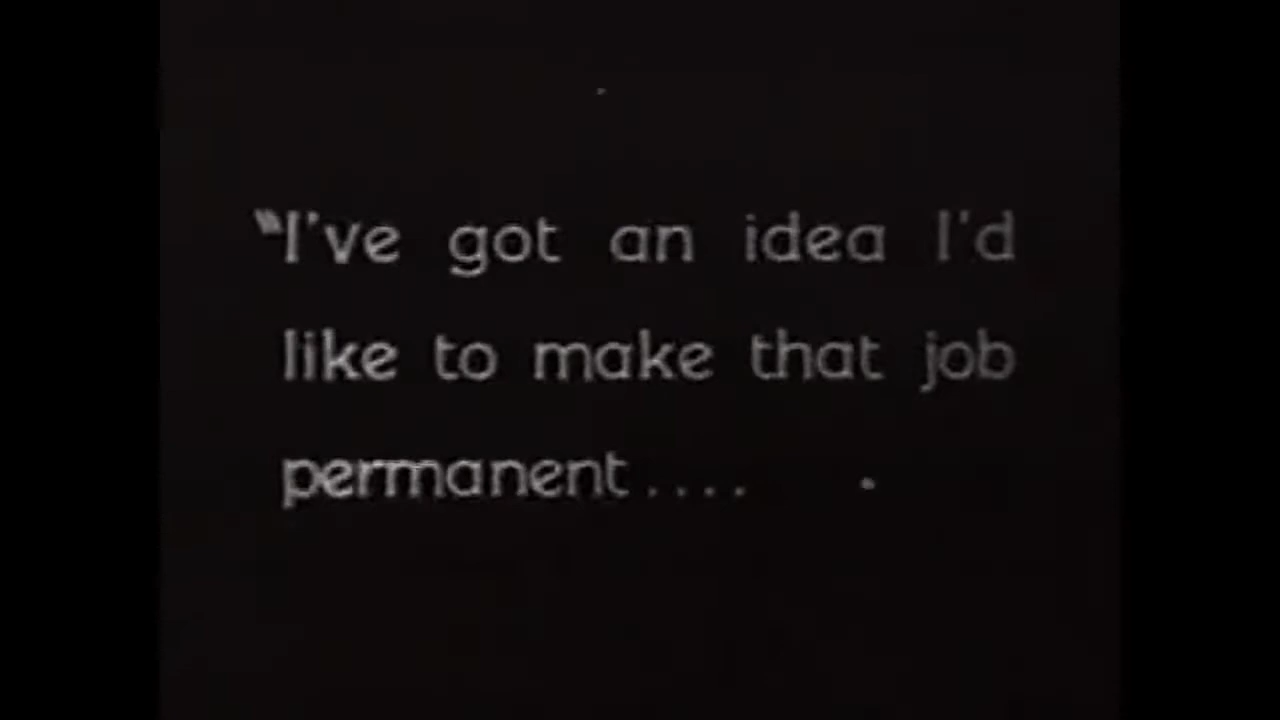 "I've got an idea I'd
like to make that job
permanent....